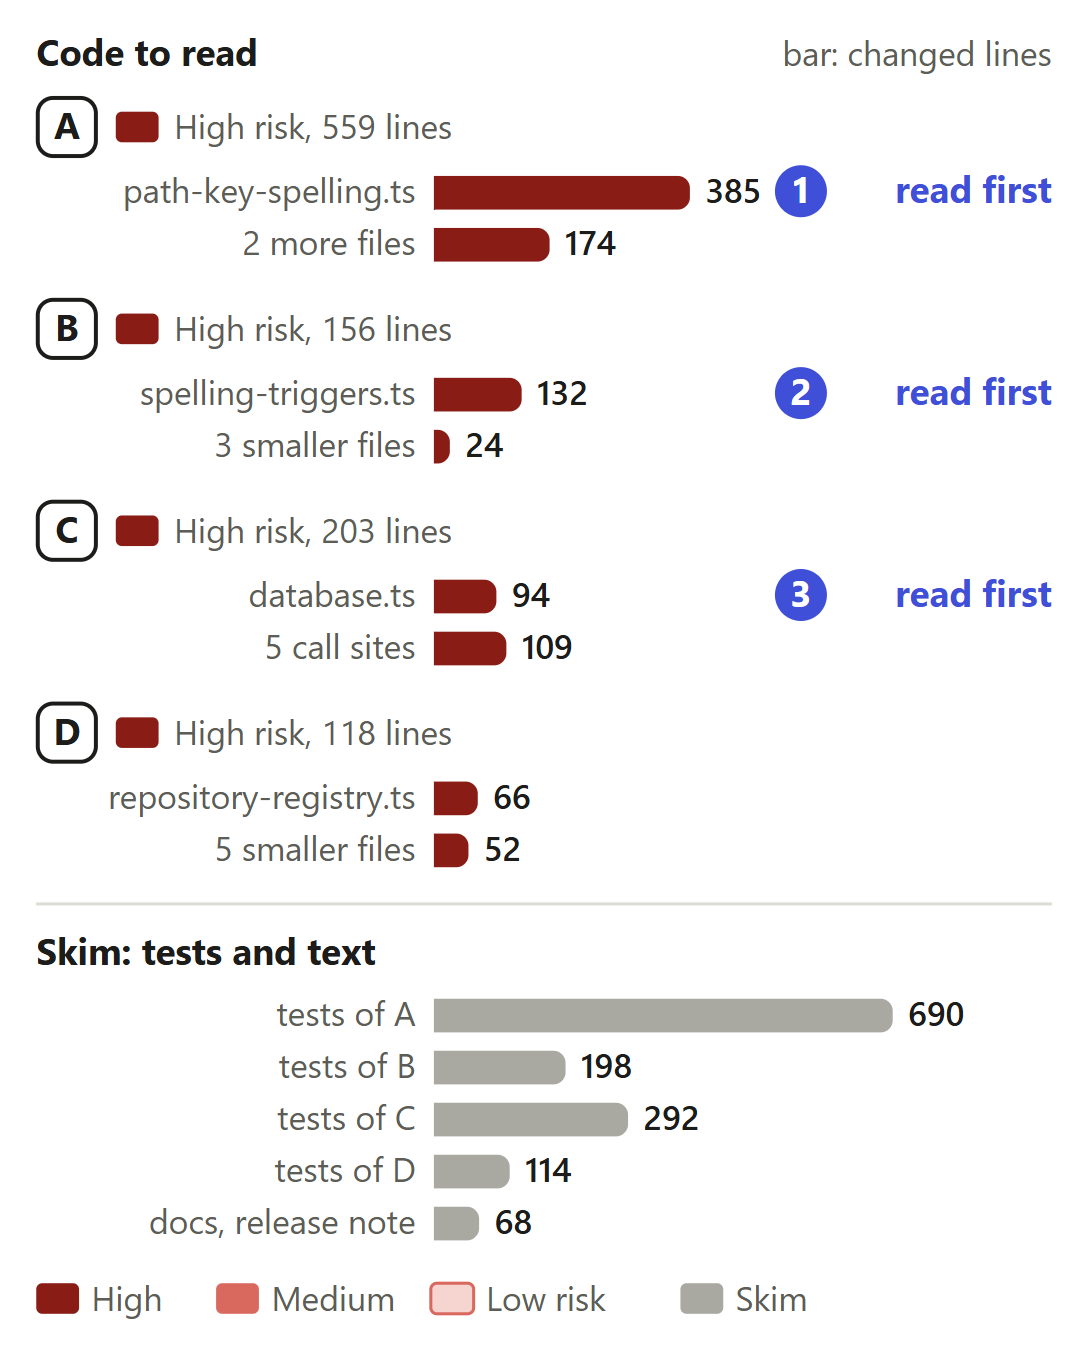 Code to read bar: changed lines
A High risk, 559 lines
path-key-spelling.ts 385 1 read first
2 more files 174
B High risk, 156 lines
spelling-triggers.ts 132 2 read first
3 smaller files 24
C High risk, 203 lines
database.ts 94 3 read first
5 call sites 109
D High risk, 118 lines
repository-registry.ts 66
5 smaller files 52
Skim: tests and text
tests of A 690
tests of B 198
tests of C 292
tests of D 114
docs, release note 68
High Medium Low risk Skim